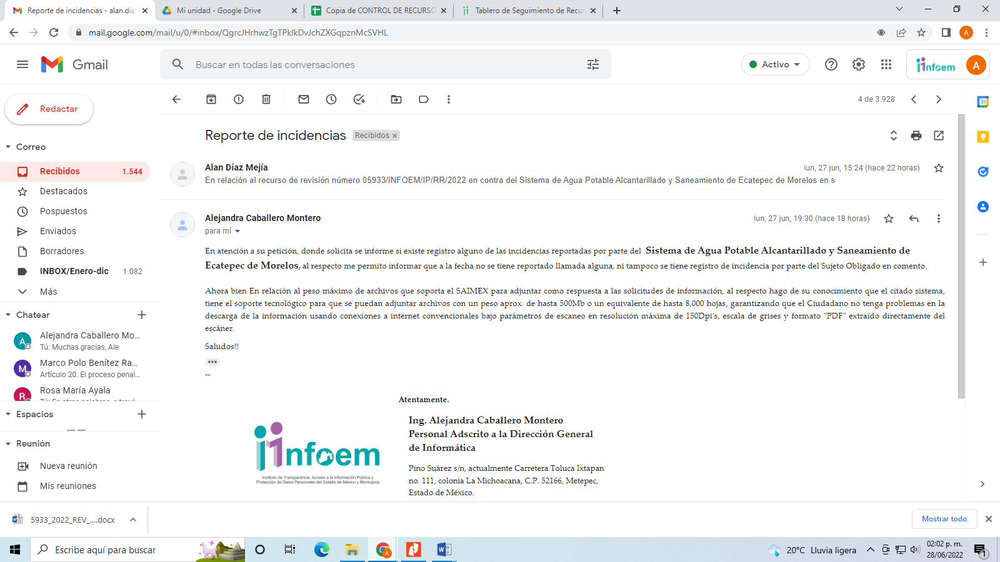 Reporte de incidencias - alan.dia
Mi unidad - Google Drive
Copia de CONTROL DE RECURSO
Tablero de Seguimiento de Recur
mail.google.com/mail/u/0/#inbox/QgrcJHrhwzTgTPklkDvJchZXGqpznMcSVHL
A
Gmail
Buscar en todas las conversaciones
Activo
infoem
A
Redactar
4 de 3.928
Correo
Recibidos 1.544
Destacados
Pospuestos
Enviados
Borradores
INBOX/Enero-dic 1.082
Más
Chatear
A
Alejandra Caballero Mo...
Tú: Muchas gracias, Ale
M
Marco Polo Benítez Ra...
Artículo 20. El proceso penal...
R
Rosa María Ayala
Espacios
Reunión
Nueva reunión
Mis reuniones
Reporte de incidencias Recibidos x
Alan Díaz Mejía
lun, 27 jun, 15:24 (hace 22 horas)
En relación al recurso de revisión número 05933/INFOEM/IP/RR/2022 en contra del Sistema de Agua Potable Alcantarillado y Saneamiento de Ecatepec de Morelos en s
Alejandra Caballero Montero
lun, 27 jun, 19:30 (hace 18 horas)
para mí
En atención a su petición, donde solicita se informe si existe registro alguno de las incidencias reportadas por parte del Sistema de Agua Potable Alcantarillado y Saneamiento de
Ecatepec de Morelos, al respecto me permito informar que a la fecha no se tiene reportado llamada alguna, ni tampoco se tiene registro de incidencia por parte del Sujeto Obligado en comento.
Ahora bien En relación al peso máximo de archivos que soporta el SAIMEX para adjuntar como respuesta a las solicitudes de información, al respecto hago de su conocimiento que el citado sistema,
tiene el soporte tecnológico para que se puedan adjuntar archivos con un peso aprox. de hasta 500Mb o un equivalente de hasta 8,000 hojas, garantizando que el Ciudadano no tenga problemas en la
descarga de la información usando conexiones a internet convencionales bajo parámetros de escaneo en resolución máxima de 150Dpi's, escala de grises y formato "PDF" extraído directamente del
escáner.
Saludos!!
•••
--
Atentamente.
infoem
Instituto de Transparencia, Acceso a la Información Pública y
Protección de Datos Personales del Estado de México y Municipios
Ing. Alejandra Caballero Montero
Personal Adscrito a la Dirección General
de Informática
Pino Suárez s/n, actualmente Carretera Toluca Ixtapan
no. 111, colonia La Michoacana, C.P. 52166, Metepec,
Estado de México.
31
5933_2022_REV_....docx
Mostrar todo
Escribe aquí para buscar
20°C Lluvia ligera
02:02 p. m.
28/06/2022
1